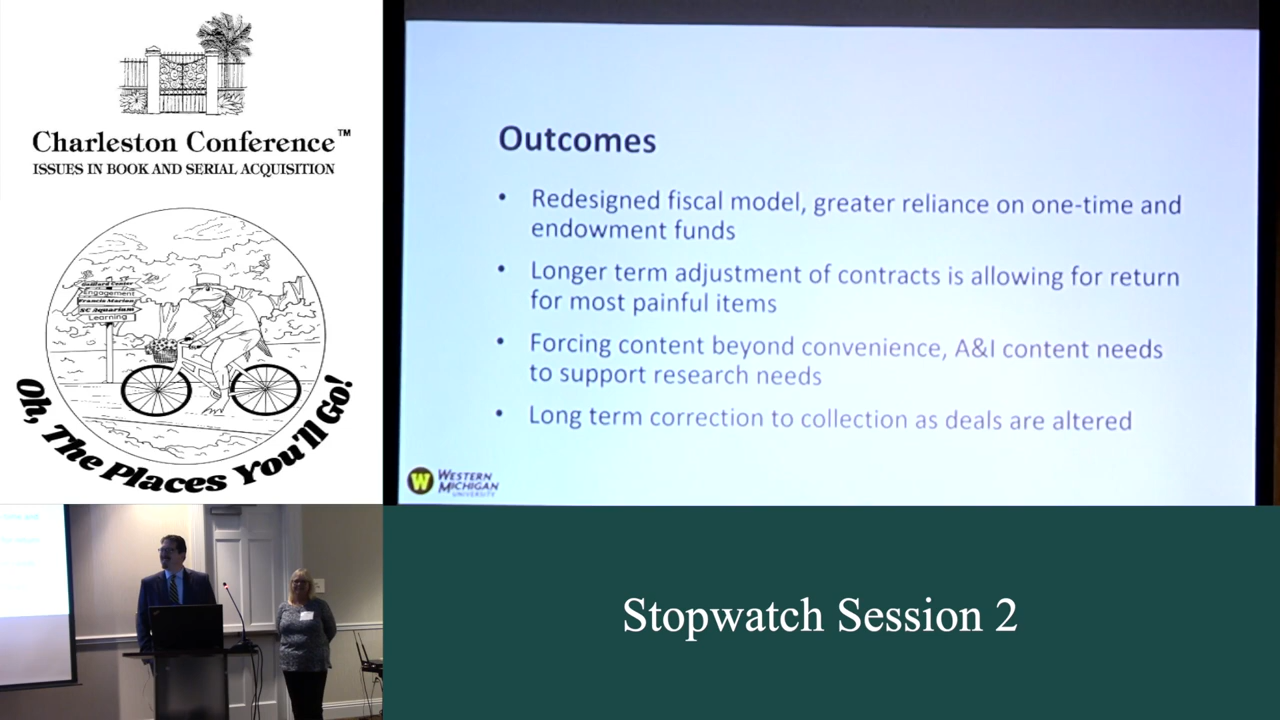 Charleston Conference™
ISSUES IN BOOK AND SERIAL ACQUISITION
Gaillard Center
Engagement
Francis Marion
SC Aquarium
Learning
Oh, The Places You'll Go!
Outcomes
• Redesigned fiscal model, greater reliance on one-time and
endowment funds
• Longer term adjustment of contracts is allowing for return
for most painful items
• Forcing content beyond convenience, A&I content needs
to support research needs
• Long term correction to collection as deals are altered
W
WESTERN
MICHIGAN
UNIVERSITY
Stopwatch Session 2